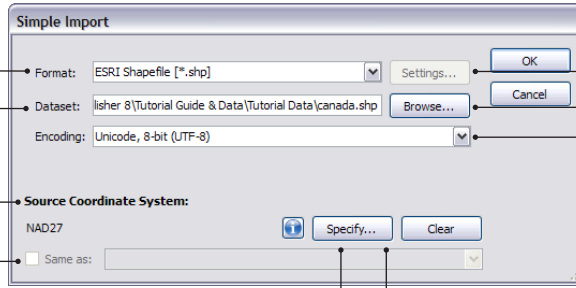 Simple Import
Format: ESRI Shapefile [*.shp] Settings... OK
Dataset: lisher 8\Tutorial Guide & Data\Tutorial Data\canada.shp Browse... Cancel
Encoding: Unicode, 8-bit (UTF-8)
Source Coordinate System:
NAD27 Specify... Clear
Same as: